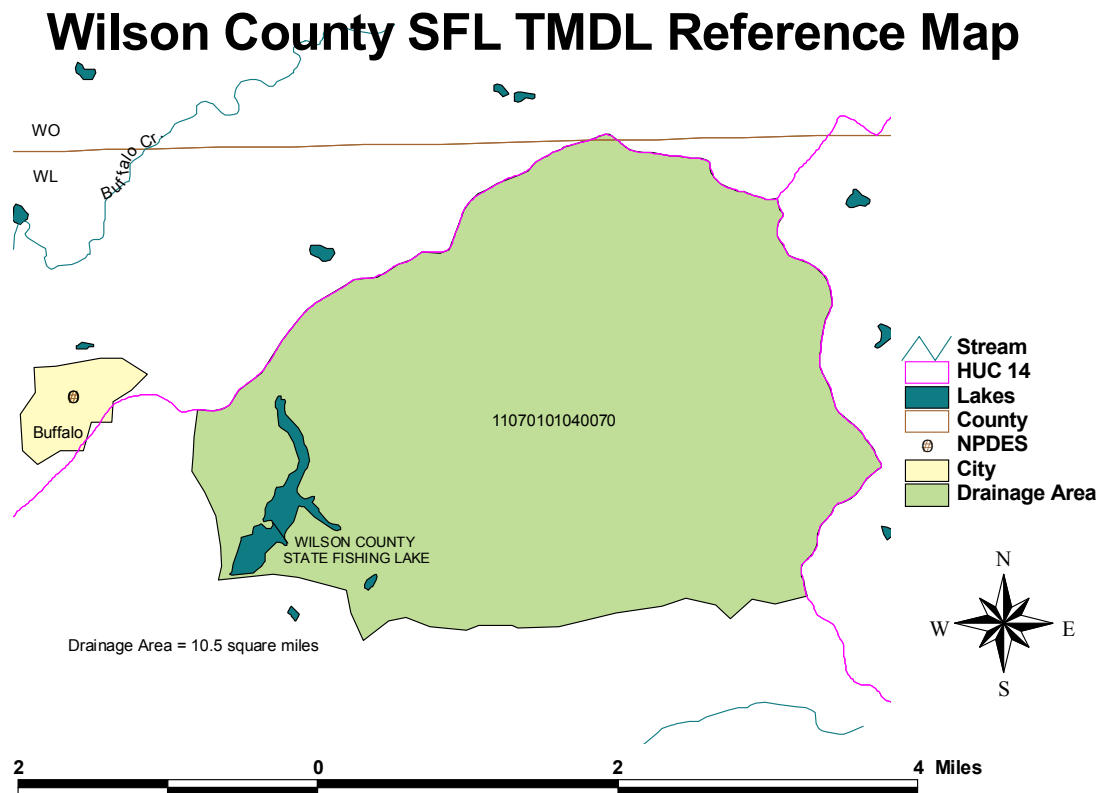 Wilson County SFL TMDL Reference Map
WO
WL
Buffalo Cr.
Buffalo
11070101040070
WILSON COUNTY
STATE FISHING LAKE
Drainage Area = 10.5 square miles
Stream
HUC 14
Lakes
County
NPDES
City
Drainage Area
N
W E
S
2 0 2 4 Miles